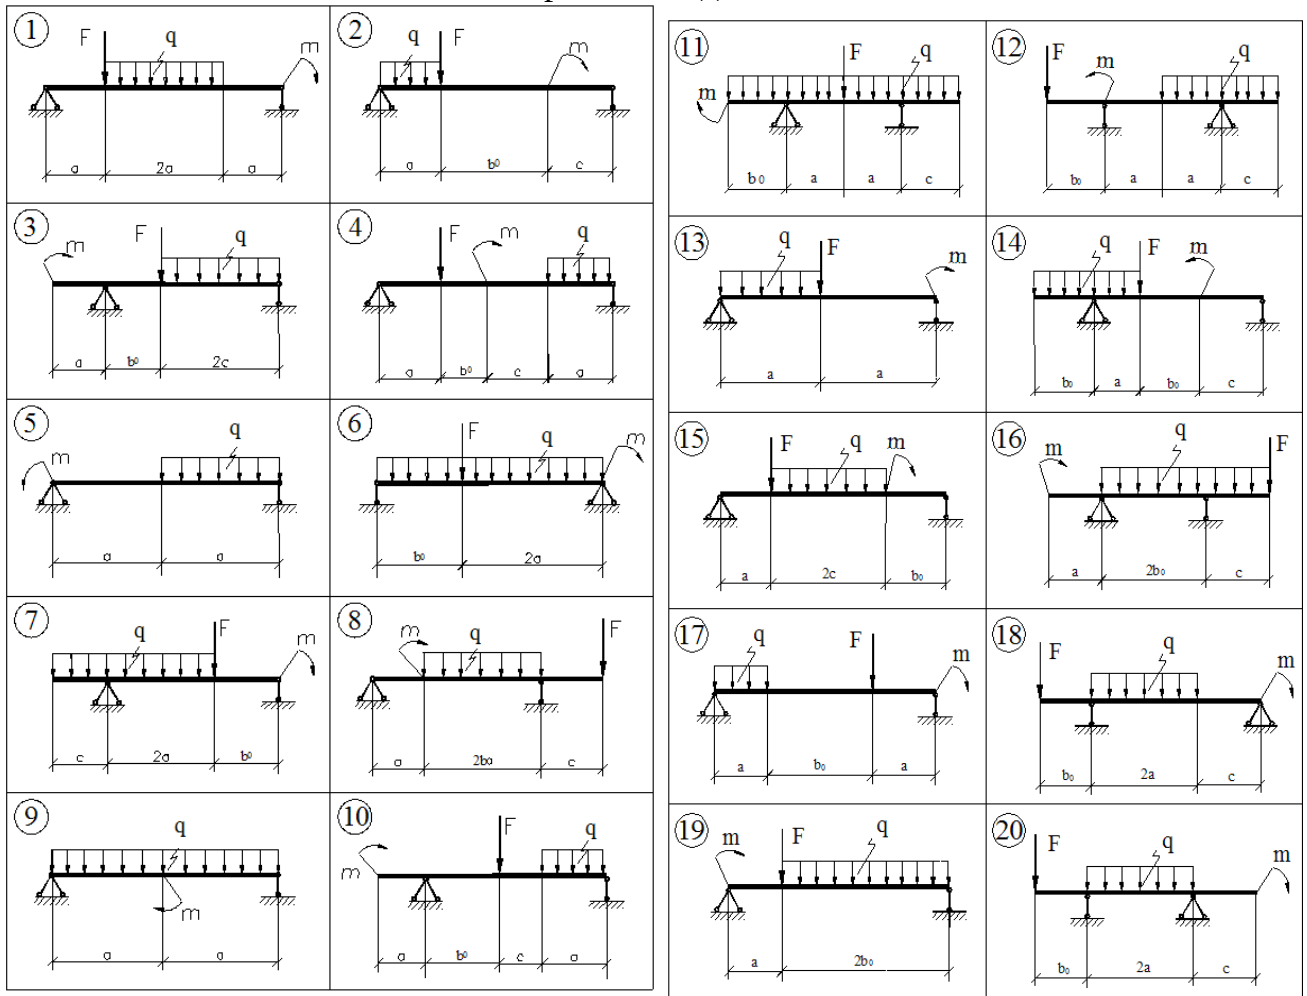 1
F q m
a 2a a
2
q F m
a b0 c
3
m F q
a b0 2c
4
F m q
a b0 c a
5
m q
a a
6
F q m
b0 2a
7
q F m
c 2a b0
8
m q F
a 2ba c
9
q
m
a a
10
m F q
a b0 c a
11
m F q
b0 a a c
12
F m q
b0 a a c
13
q F m
a a
14
q F m
b0 a b0 c
15
F q m
a 2c b0
16
m q F
a 2b0 c
17
q F m
a b0 a
18
F q m
b0 2a c
19
m F q
a 2b0
20
F q m
b0 2a c